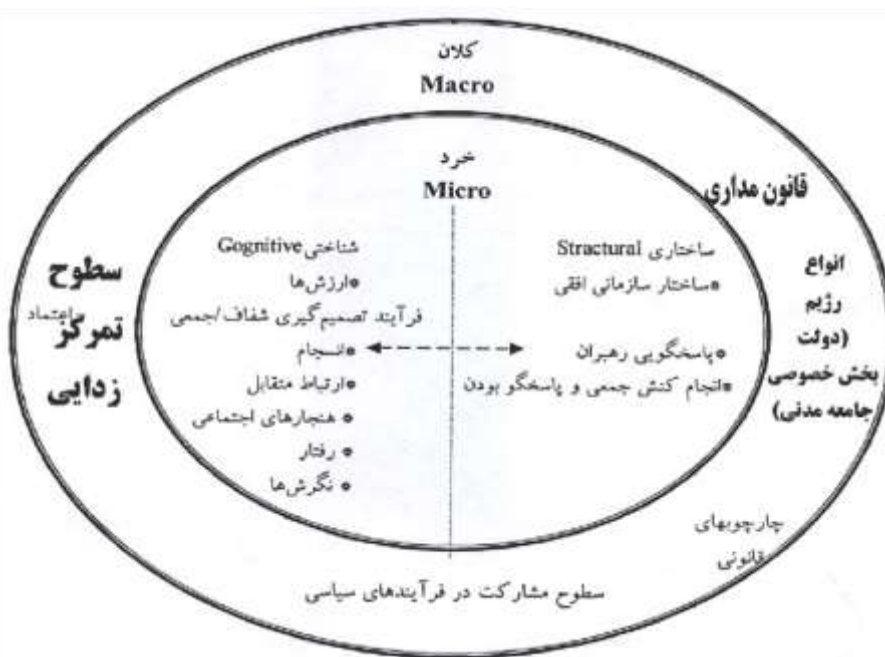 کلان
Macro
خرد
Micro
قانون مداری
ساختاری Stractural
•ساختار سازمانی افقی
•پاسخگویی رهبران
•انجام کنش جمعی و پاسخگو بودن
شناختی Gognitive
•ارزش‌ها
فرآیند تصمیم‌گیری شفاف/جمعی
•انسجام
•ارتباط متقابل
• هنجارهای اجتماعی
• رفتار
• نگرش‌ها
انواع
رژیم
(دولت
بخش خصوصی
جامعه مدنی)
سطوح
اعتماد
تمرکز
زدایی
چارچوبهای
قانونی
سطوح مشارکت در فرآیندهای سیاسی